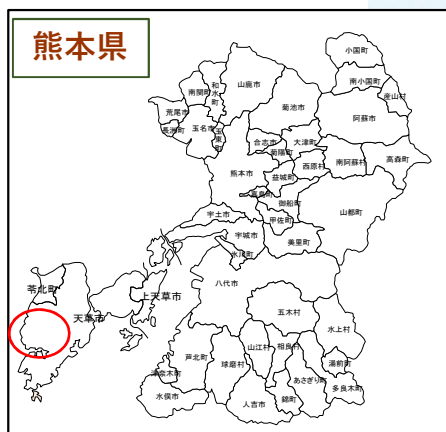 熊本県
小国町
南小国町
産山村
和水町
南関町
山鹿市
菊池市
荒尾市
長洲町
玉名市
玉東町
合志市
大津町
阿蘇市
菊陽町
西原村
南阿蘇村
高森町
熊本市
益城町
嘉島町
御船町
山都町
宇土市
甲佐町
宇城市
美里町
氷川町
八代市
苓北町
上天草市
天草市
五木村
水上村
芦北町
球磨村
山江村
相良村
湯前町
津奈木町
あさぎり町
多良木町
水俣市
錦町
人吉市